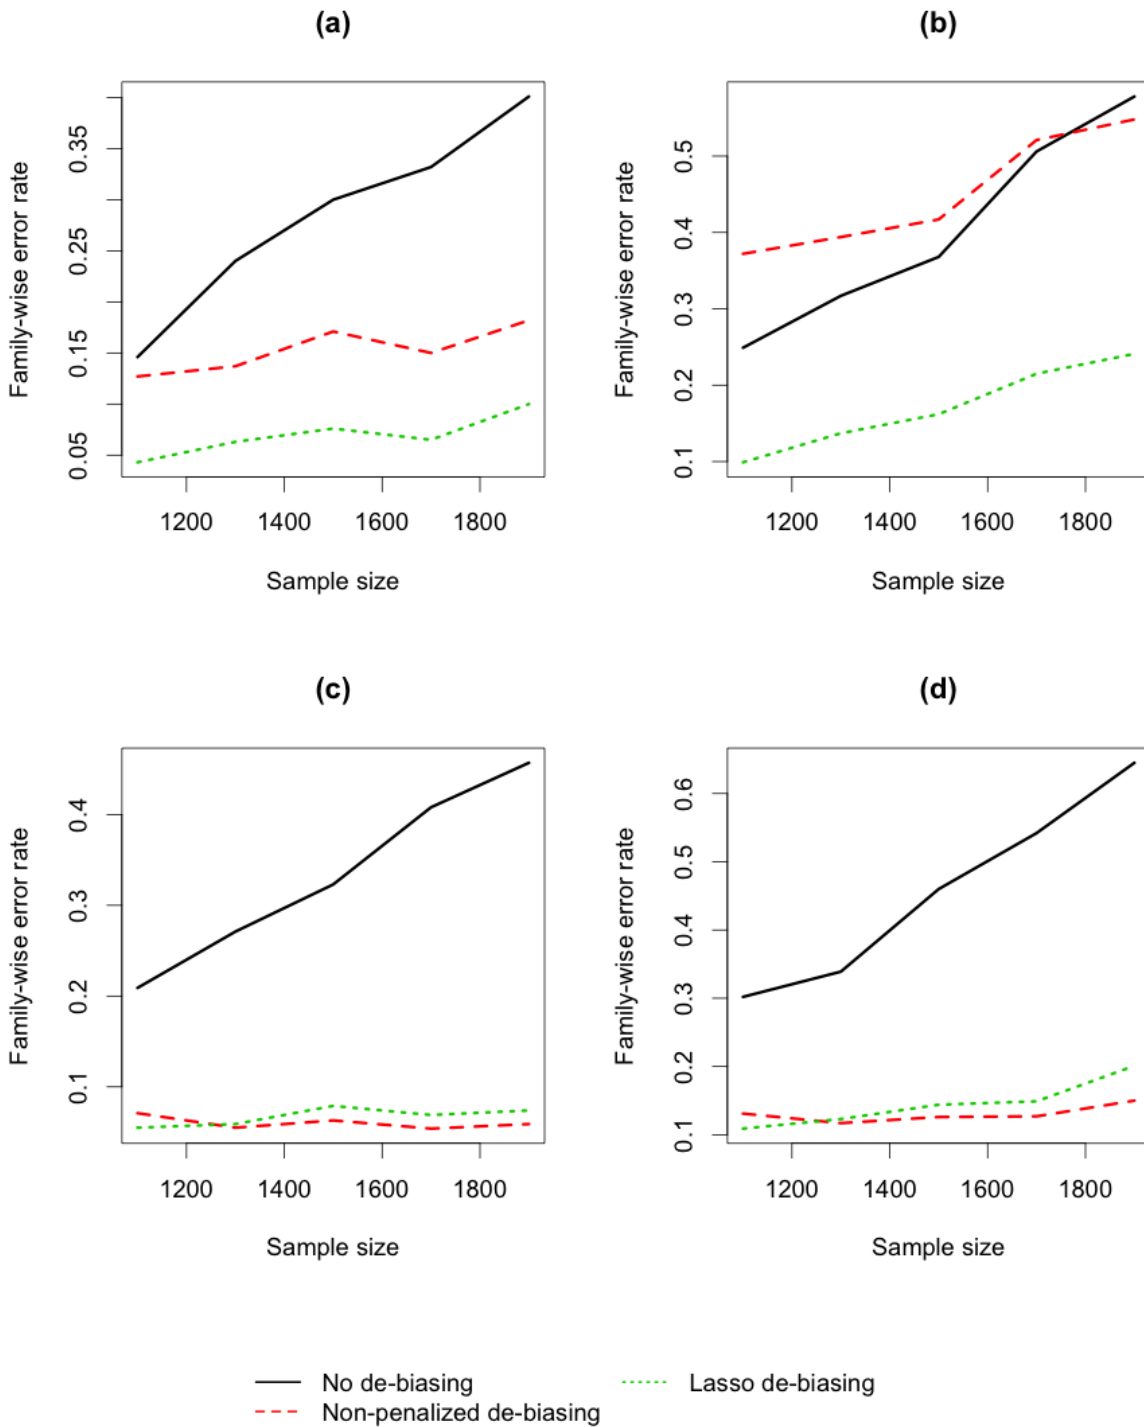 (a)
Family-wise error rate
0.05 0.15 0.25 0.35
1200 1400 1600 1800
Sample size
(b)
Family-wise error rate
0.1 0.2 0.3 0.4 0.5
1200 1400 1600 1800
Sample size
(c)
Family-wise error rate
0.1 0.2 0.3 0.4
1200 1400 1600 1800
Sample size
(d)
Family-wise error rate
0.1 0.2 0.3 0.4 0.5 0.6
1200 1400 1600 1800
Sample size
No de-biasing
Non-penalized de-biasing
Lasso de-biasing